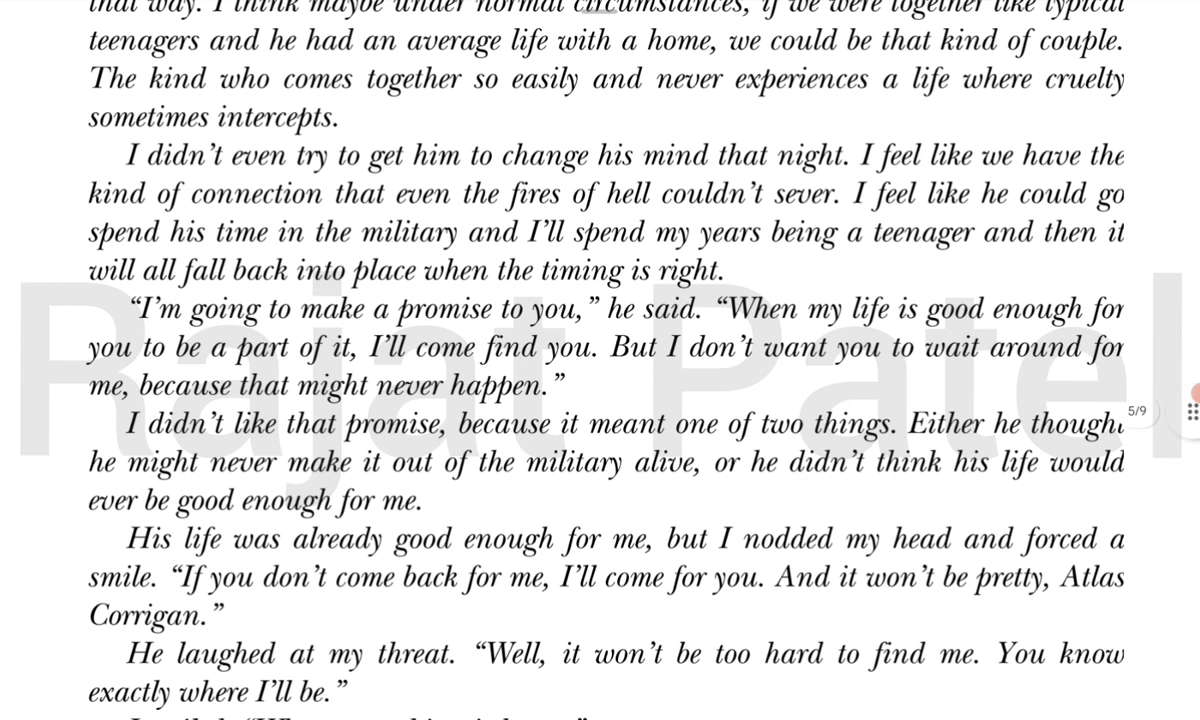 that way. I think maybe under normal circumstances, if we were together like typical
teenagers and he had an average life with a home, we could be that kind of couple.
The kind who comes together so easily and never experiences a life where cruelty
sometimes intercepts.
I didn’t even try to get him to change his mind that night. I feel like we have the
kind of connection that even the fires of hell couldn’t sever. I feel like he could go
spend his time in the military and I’ll spend my years being a teenager and then it
will all fall back into place when the timing is right.
“I’m going to make a promise to you,” he said. “When my life is good enough for
you to be a part of it, I’ll come find you. But I don’t want you to wait around for
me, because that might never happen.”
I didn’t like that promise, because it meant one of two things. Either he thought
he might never make it out of the military alive, or he didn’t think his life would
ever be good enough for me.
His life was already good enough for me, but I nodded my head and forced a
smile. “If you don’t come back for me, I’ll come for you. And it won’t be pretty, Atlas
Corrigan.”
He laughed at my threat. “Well, it won’t be too hard to find me. You know
exactly where I’ll be.”
Rajat Patel
5/9